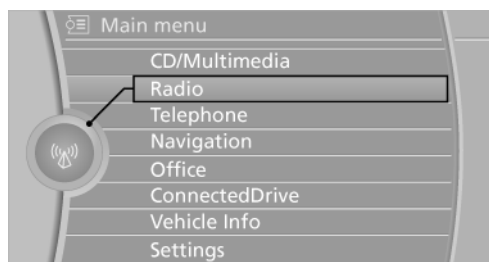 Main menu
CD/Multimedia
Radio
Telephone
Navigation
Office
ConnectedDrive
Vehicle Info
Settings